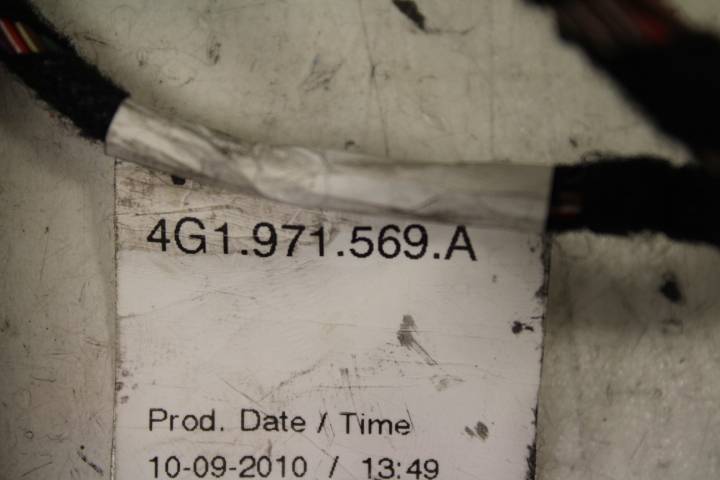 4G1.971.569.A
Prod. Date / Time
10-09-2010 / 13:49